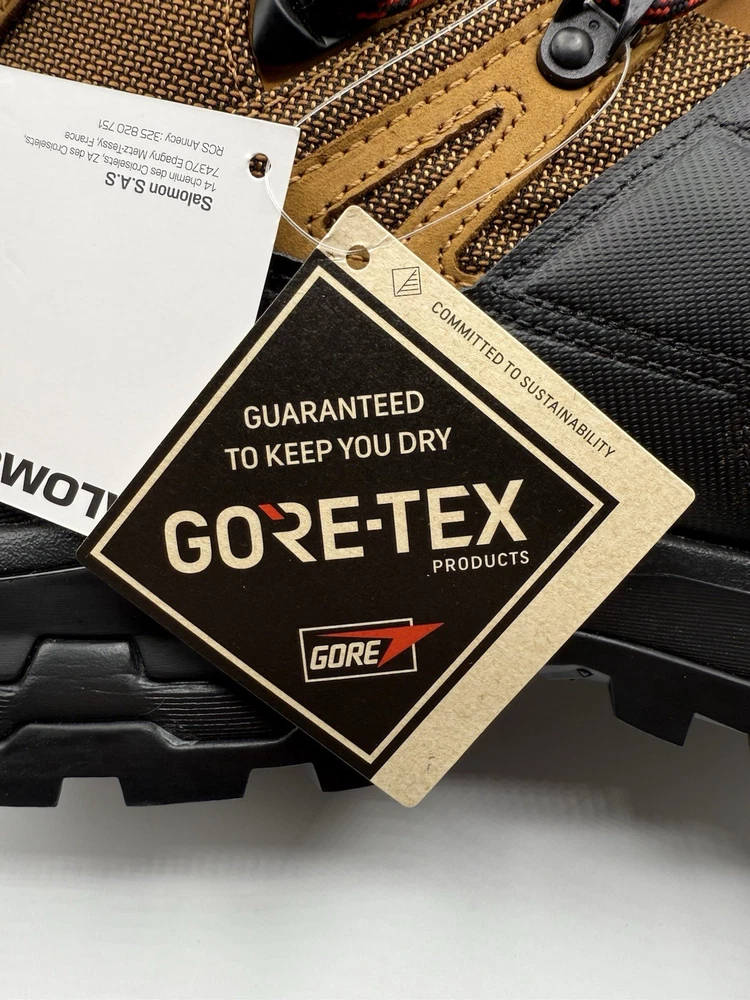 Salomon S.A.S
14 chemin des Croiselets, ZA des Croiselets,
74370 Epagny Metz-Tessy, France
RCS Annecy: 325 820 751
COMMITTED TO SUSTAINABILITY
GUARANTEED
TO KEEP YOU DRY
GORE-TEX
PRODUCTS
GORE